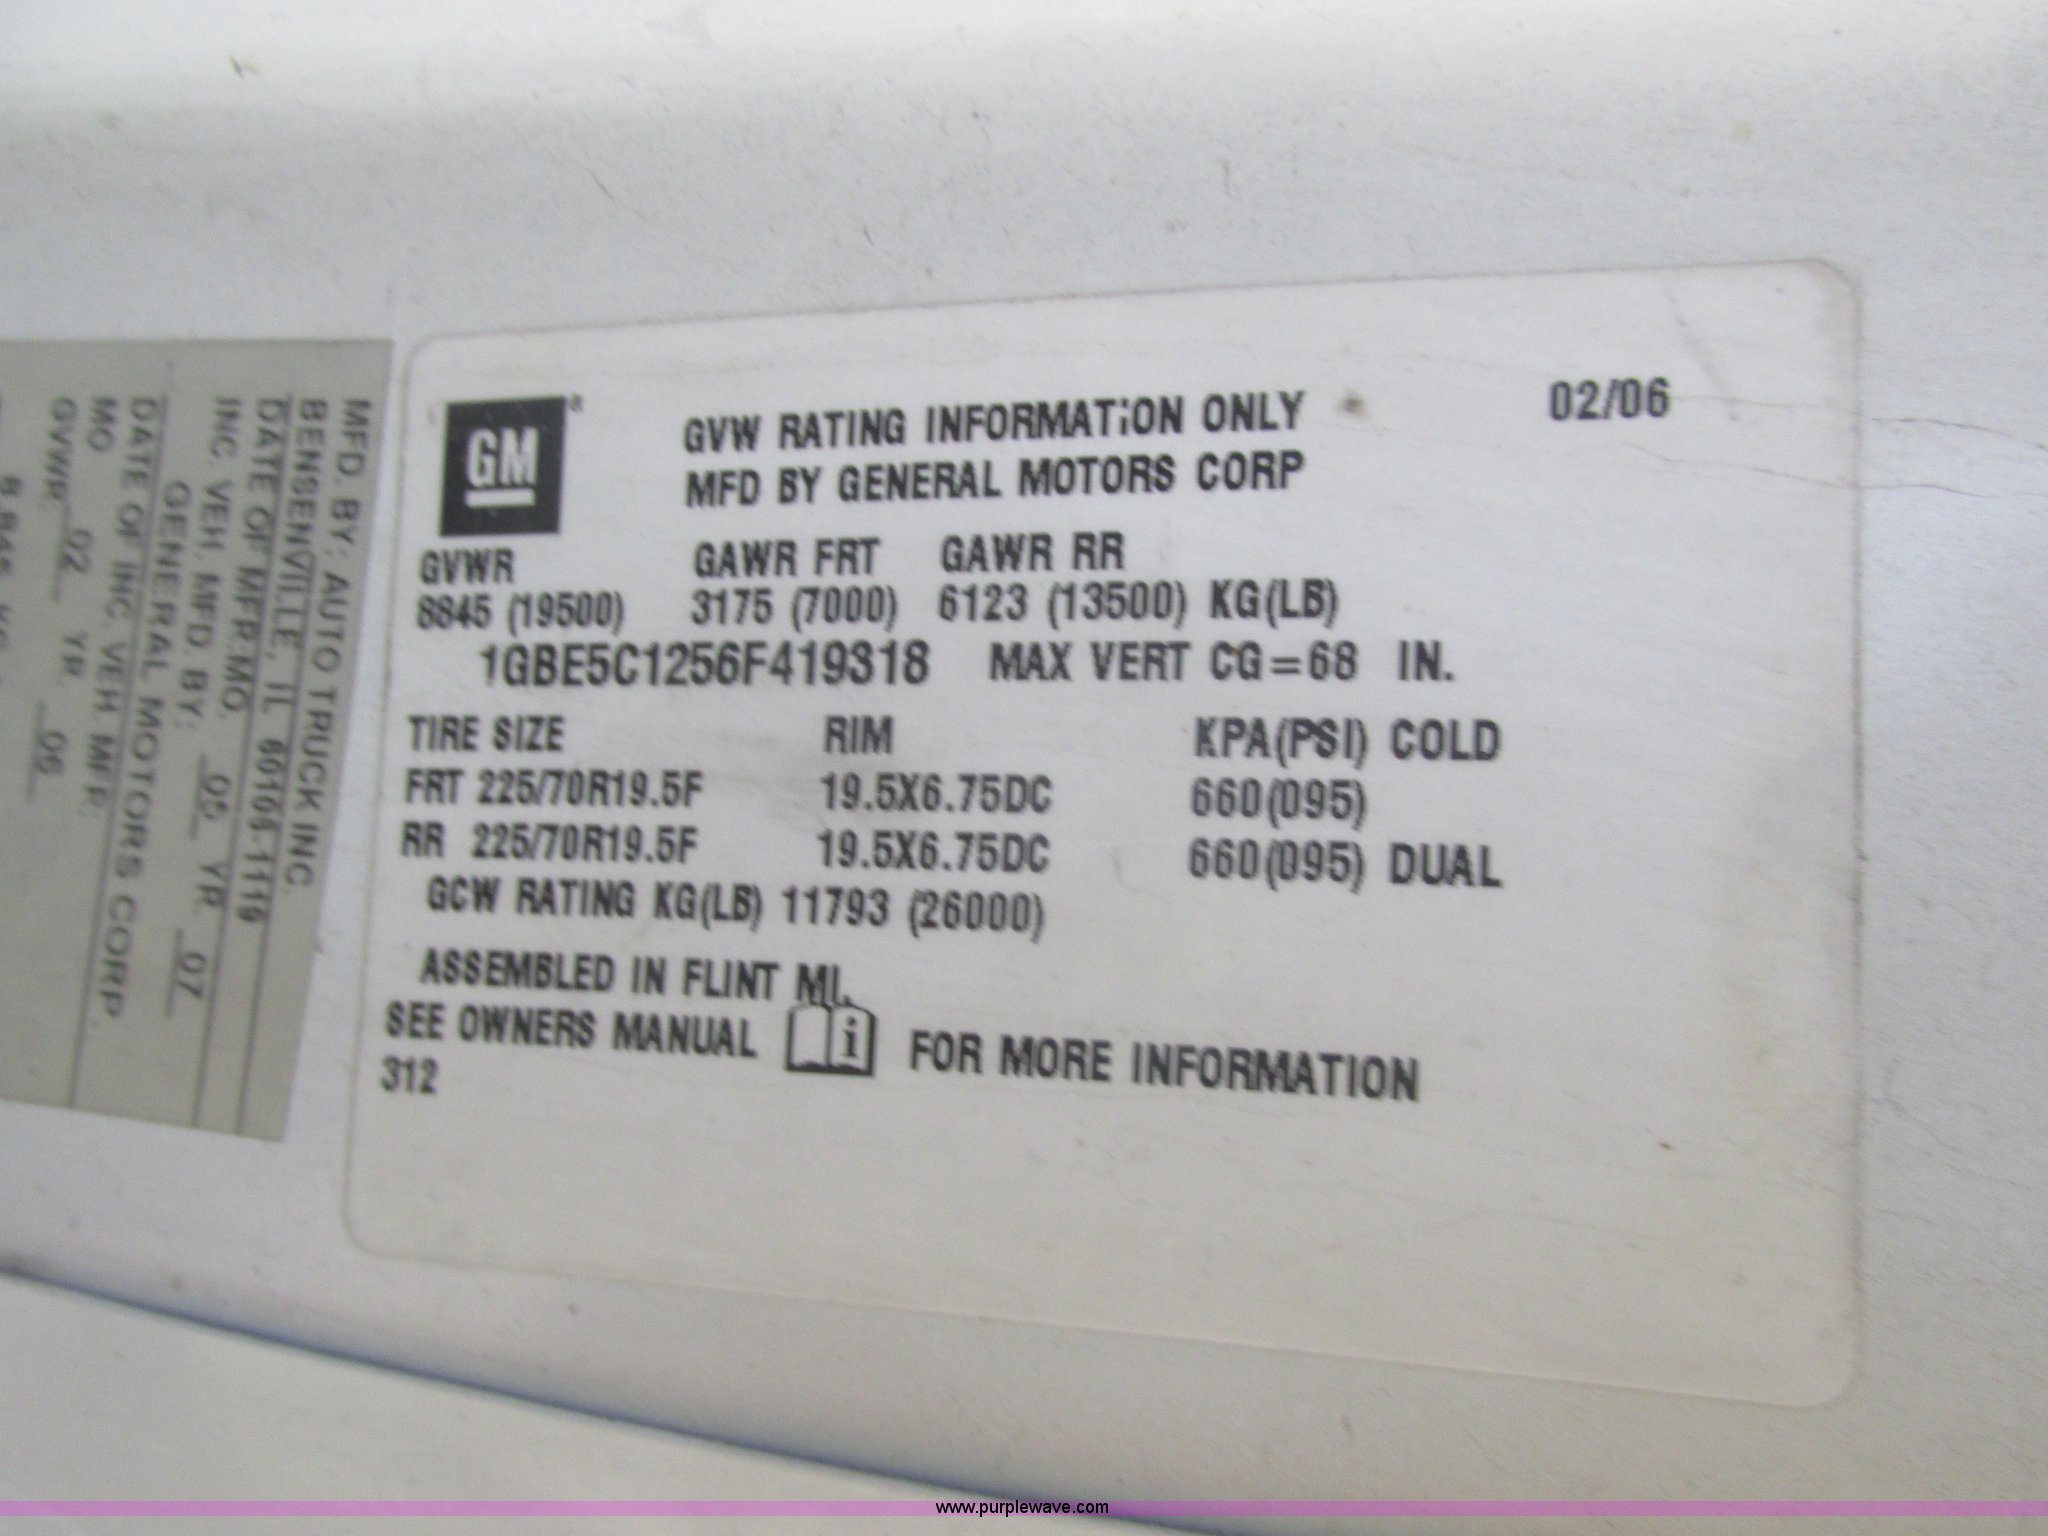 MFD. BY: AUTO TRUCK INC.
BENSENVILLE, IL 60106-1119
DATE OF MFR MO. 05 YR 07
INC. VEH. MFD. BY:
GENERAL MOTORS CORP.
DATE OF INC. VEH. MFR.
MO 02 YR. 06
GVWR:
GM
GVW RATING INFORMATION ONLY 02/06
MFD BY GENERAL MOTORS CORP
GVWR GAWR FRT GAWR RR
8845 (19500) 3175 (7000) 6123 (13500) KG(LB)
1GBE5C1256F419318 MAX VERT CG=68 IN.
TIRE SIZE RIM KPA(PSI) COLD
FRT 225/70R19.5F 19.5X6.75DC 660(095)
RR 225/70R19.5F 19.5X6.75DC 660(095) DUAL
GCW RATING KG(LB) 11793 (26000)
ASSEMBLED IN FLINT MI.
SEE OWNERS MANUAL i FOR MORE INFORMATION
312
www.purplewave.com